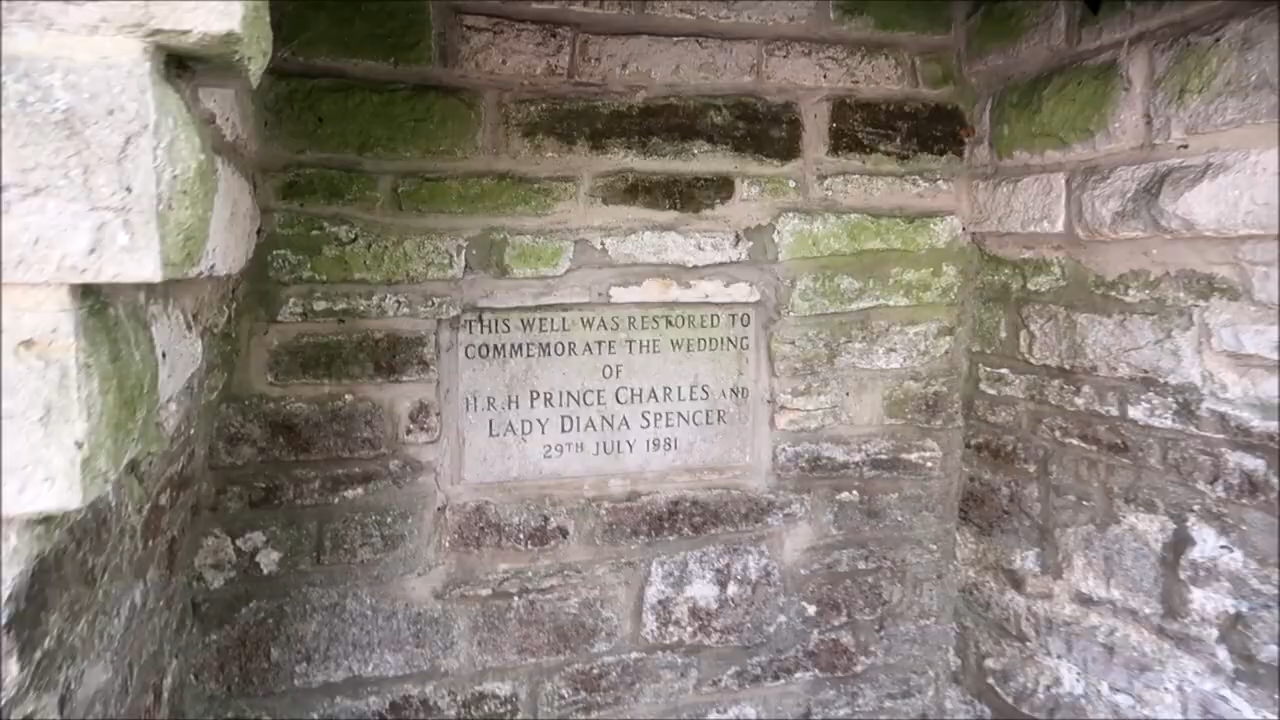 THIS WELL WAS RESTORED TO
COMMEMORATE THE WEDDING
OF
H.R.H PRINCE CHARLES AND
LADY DIANA SPENCER
29TH JULY 1981